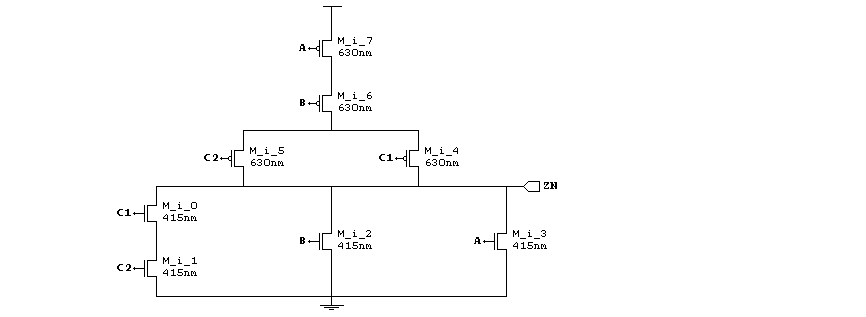 A
M_i_7
630nm
B
M_i_6
630nm
C2
M_i_5
630nm
C1
M_i_4
630nm
ZN
C1
M_i_0
415nm
B
M_i_2
415nm
A
M_i_3
415nm
C2
M_i_1
415nm